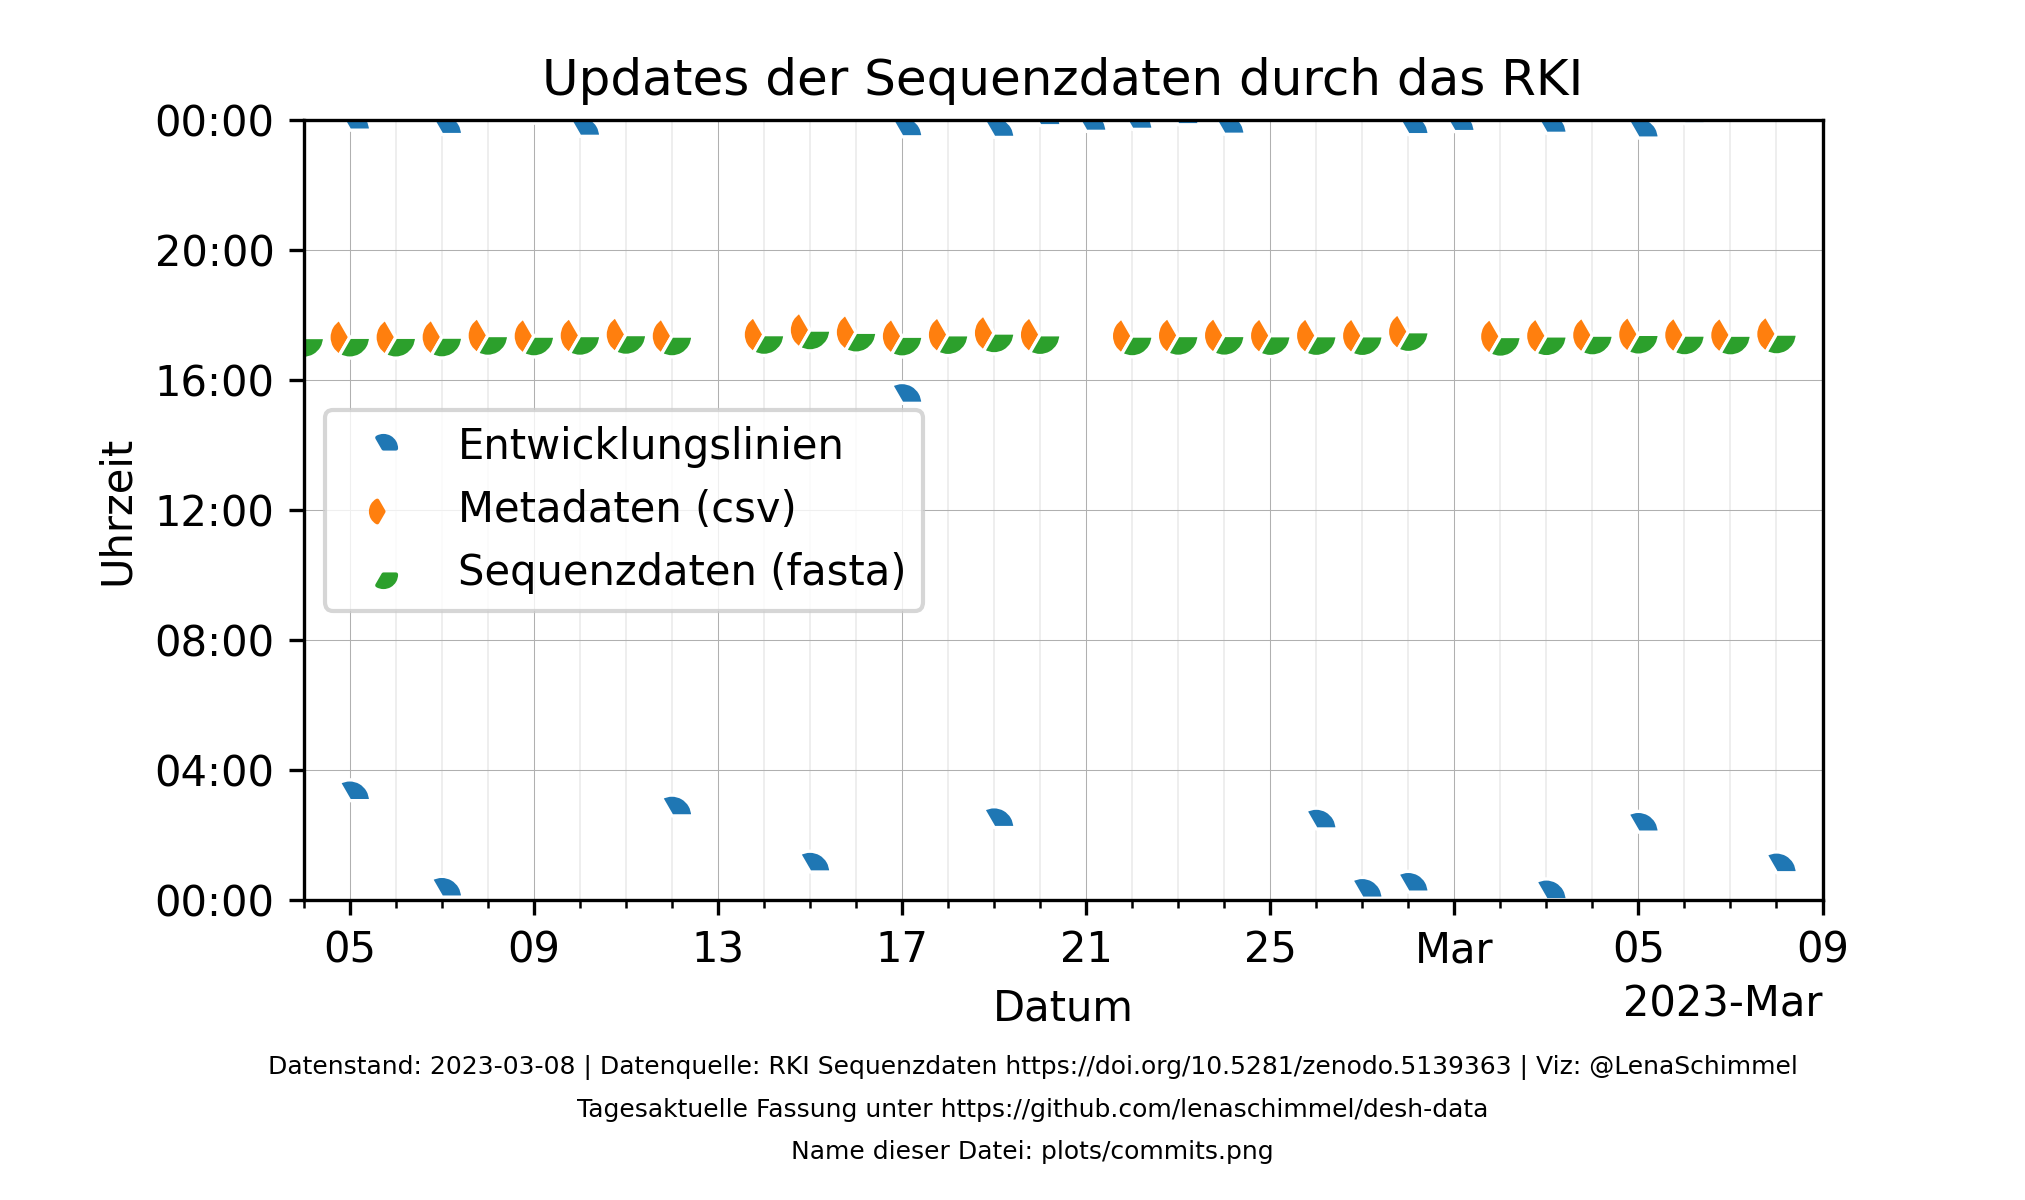 Updates der Sequenzdaten durch das RKI
00:00
20:00
16:00
12:00
08:00
04:00
00:00
Uhrzeit
Entwicklungslinien
Metadaten (csv)
Sequenzdaten (fasta)
05 09 13 17 21 25 Mar 05 09
Datum
2023-Mar
Datenstand: 2023-03-08 | Datenquelle: RKI Sequenzdaten https://doi.org/10.5281/zenodo.5139363 | Viz: @LenaSchimmel
Tagesaktuelle Fassung unter https://github.com/lenaschimmel/desh-data
Name dieser Datei: plots/commits.png